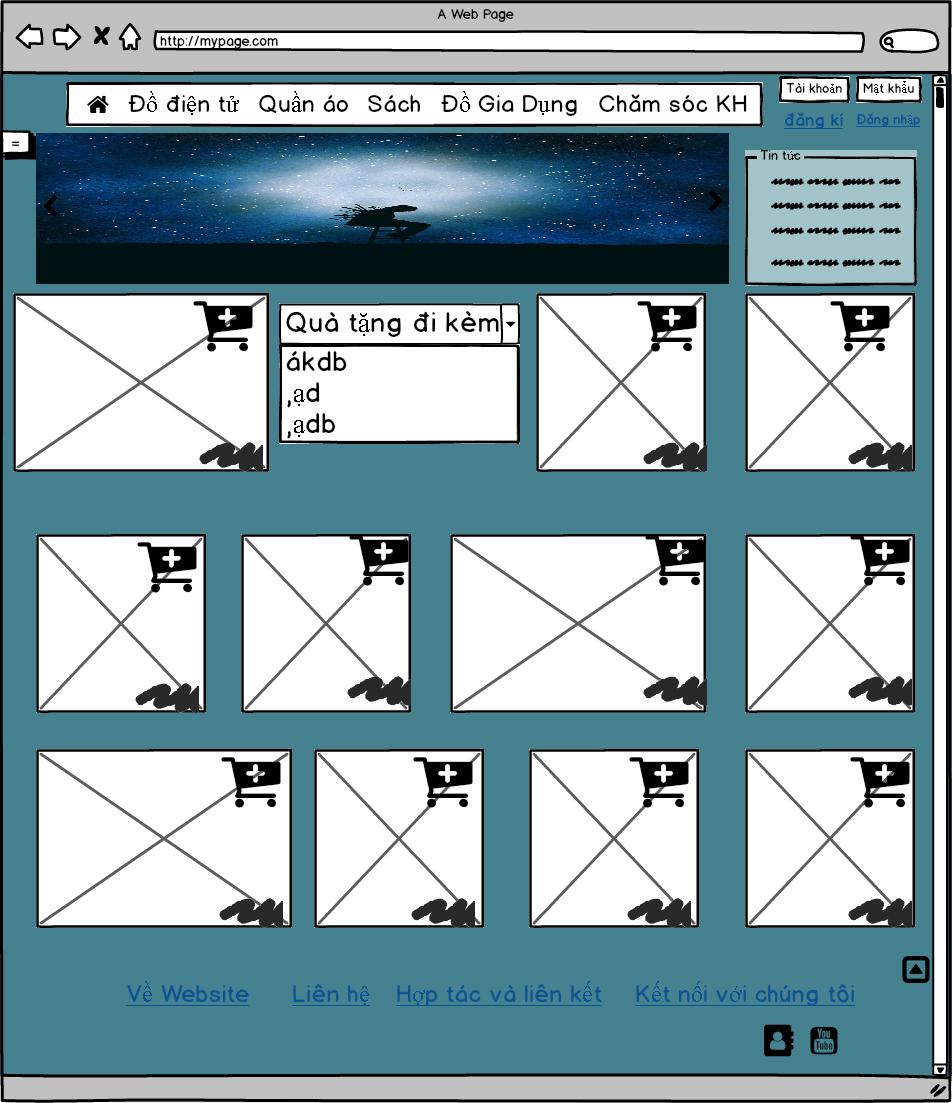 A Web Page
http://mypage.com
Đồ điện tử Quần áo Sách Đồ Gia Dụng Chăm sóc KH
Tài khoản Mật khẩu
đăng kí Đăng nhập
=
Tin tức
Quà tặng đi kèm
ákdb
,ạd
,ạdb
Về Website Liên hệ Hợp tác và liên kết Kết nối với chúng tôi
You
Tube